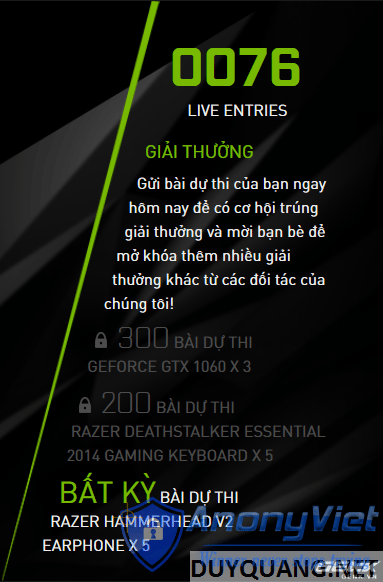 0076
LIVE ENTRIES
GIẢI THƯỞNG
Gửi bài dự thi của bạn ngay
hôm nay để có cơ hội trúng
giải thưởng và mời bạn bè để
mở khóa thêm nhiều giải
thưởng khác từ các đối tác của
chúng tôi!
300 BÀI DỰ THI
GEFORCE GTX 1060 X 3
200 BÀI DỰ THI
RAZER DEATHSTALKER ESSENTIAL
2014 GAMING KEYBOARD X 5
BẤT KỲ BÀI DỰ THI
RAZER HAMMERHEAD V2
EARPHONE X 5
AnonyViet
DUYQUANG.NET